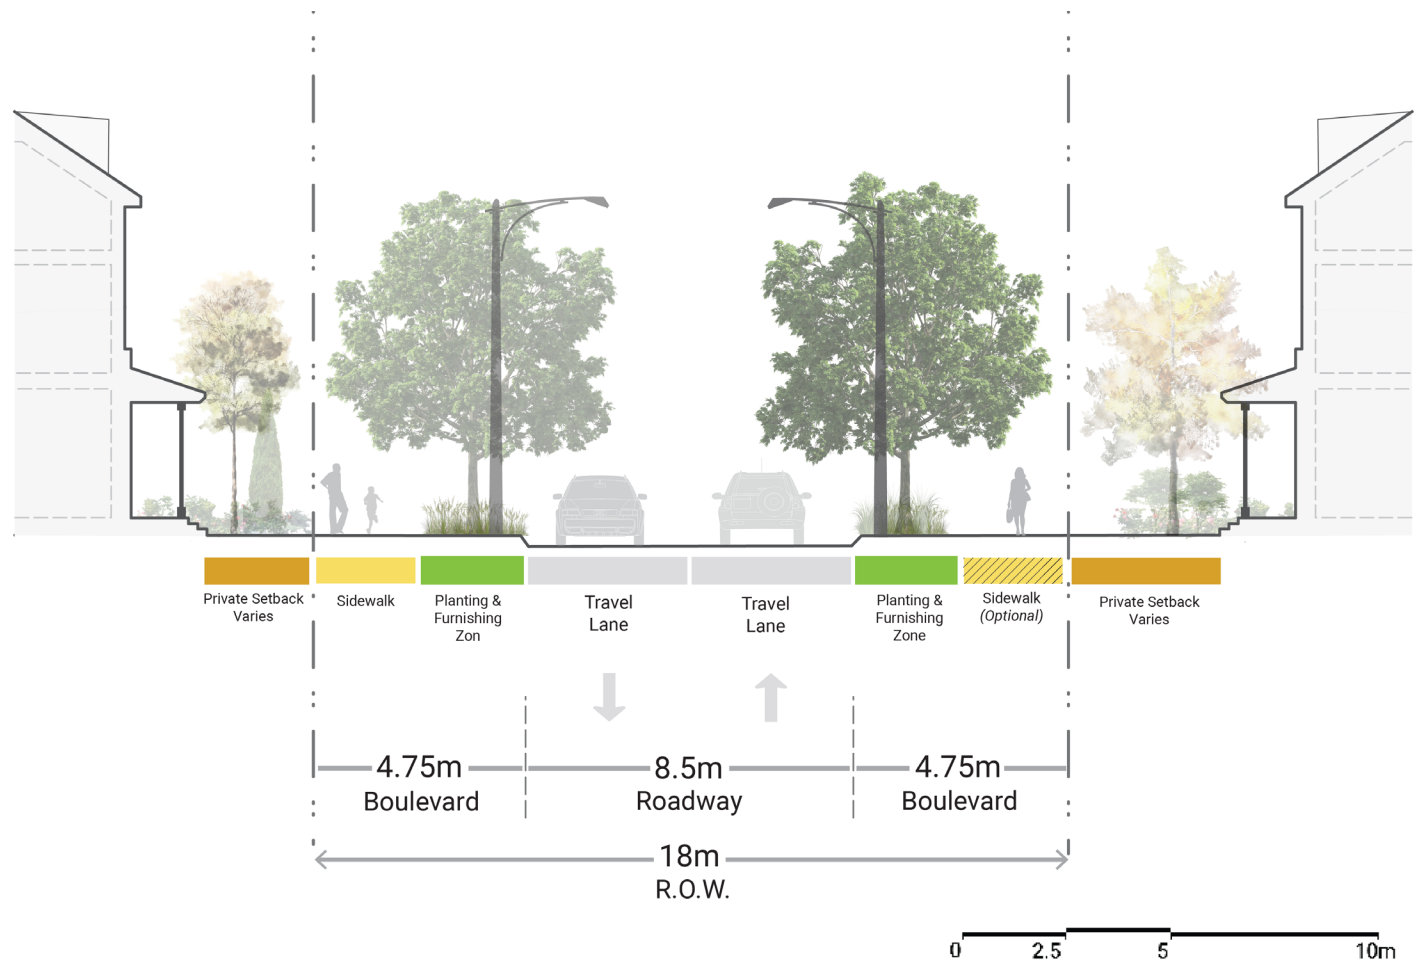 Private Setback
Varies
Sidewalk
Planting &
Furnishing
Zon
Travel
Lane
Travel
Lane
Planting &
Furnishing
Zone
Sidewalk
(Optional)
Private Setback
Varies
4.75m
Boulevard
8.5m
Roadway
4.75m
Boulevard
18m
R.O.W.
0 2.5 5 10m